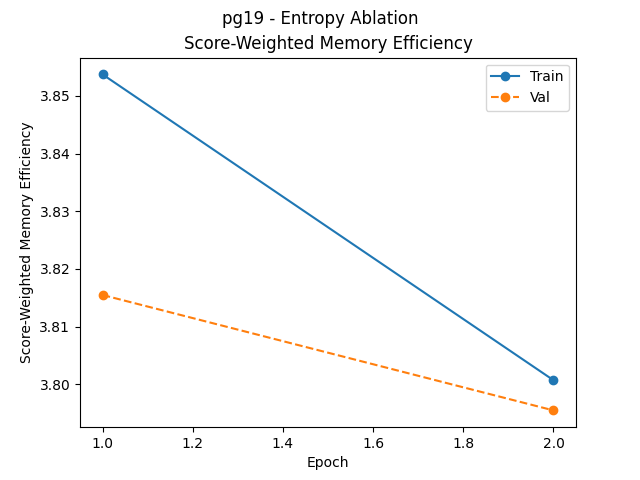 pg19 - Entropy Ablation
Score-Weighted Memory Efficiency
Train
Val
Score-Weighted Memory Efficiency
3.85
3.84
3.83
3.82
3.81
3.80
1.0 1.2 1.4 1.6 1.8 2.0
Epoch